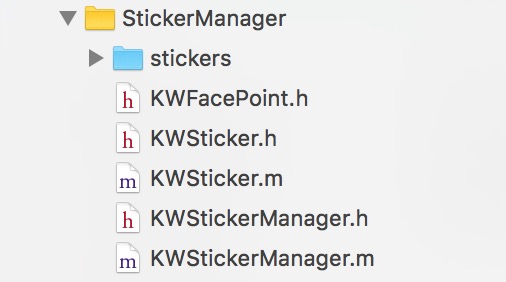 StickerManager
stickers
h KWFacePoint.h
h KWSticker.h
m KWSticker.m
h KWStickerManager.h
m KWStickerManager.m